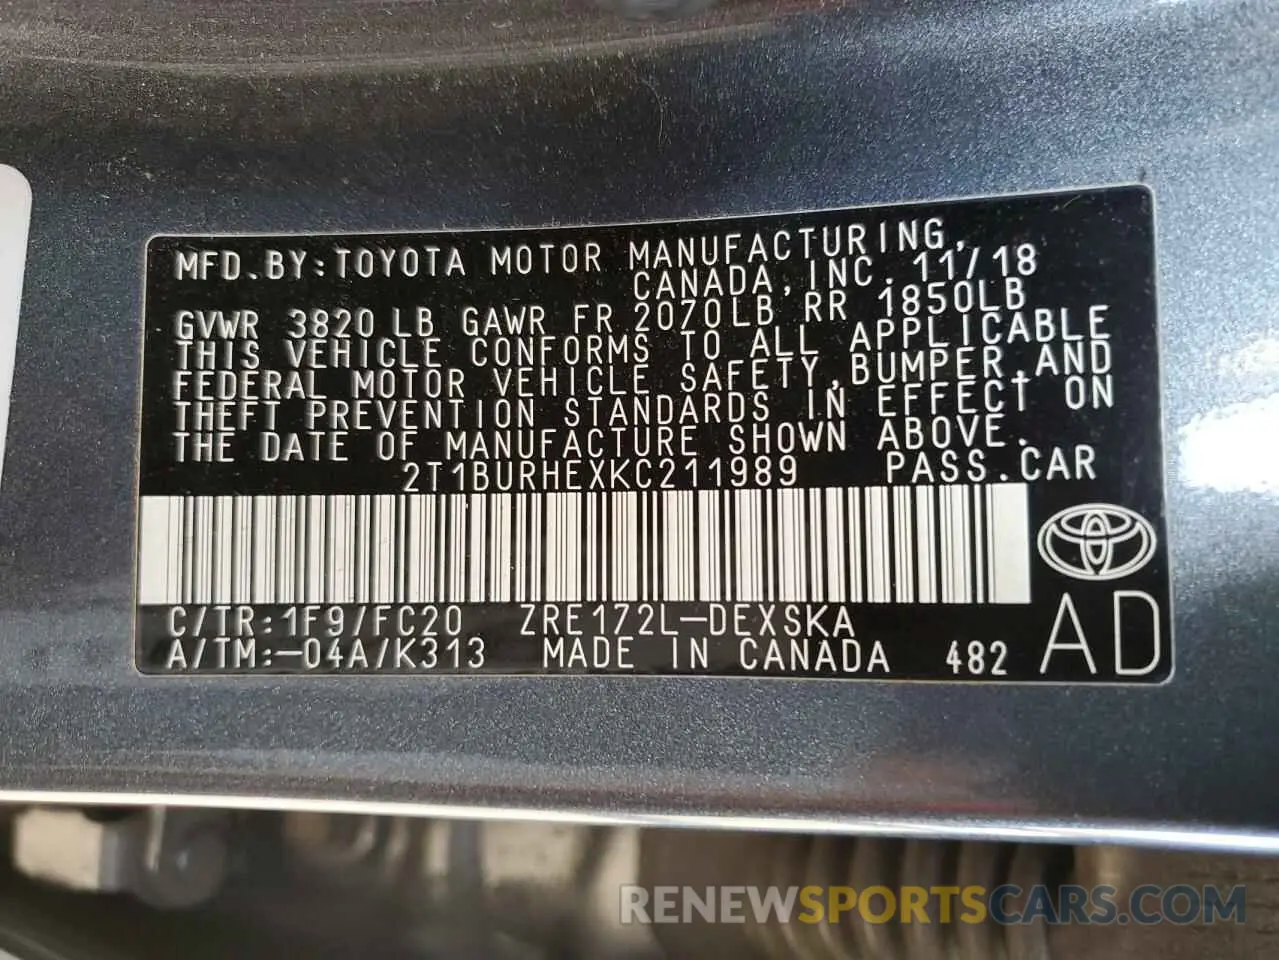 MFD.BY:TOYOTA MOTOR MANUFACTURING,
CANADA,INC. 11/18
GVWR 3820 LB GAWR FR 2070LB RR 1850LB
THIS VEHICLE CONFORMS TO ALL APPLICABLE
FEDERAL MOTOR VEHICLE SAFETY,BUMPER,AND
THEFT PREVENTION STANDARDS IN EFFECT ON
THE DATE OF MANUFACTURE SHOWN ABOVE.
2T1BURHEXKC211989 PASS.CAR
C/TR:1F9/FC20 ZRE172L-DEXSKA
A/TM:-04A/K313 MADE IN CANADA 482 AD
RENEWSPORTSCARS.COM